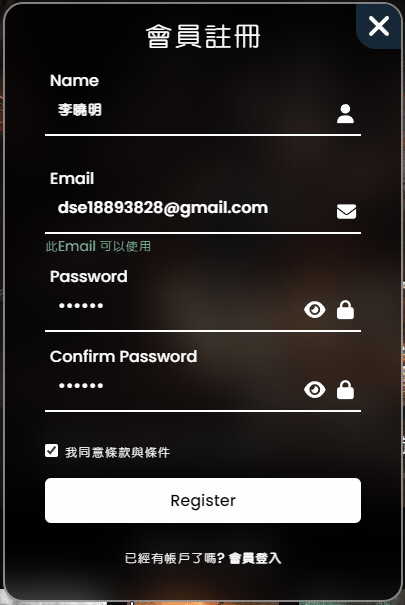 會員註冊
Name
李曉明
Email
dse18893828@gmail.com
此Email 可以使用
Password
••••••
Confirm Password
••••••
我同意條款與條件
Register
已經有帳戶了嗎? 會員登入